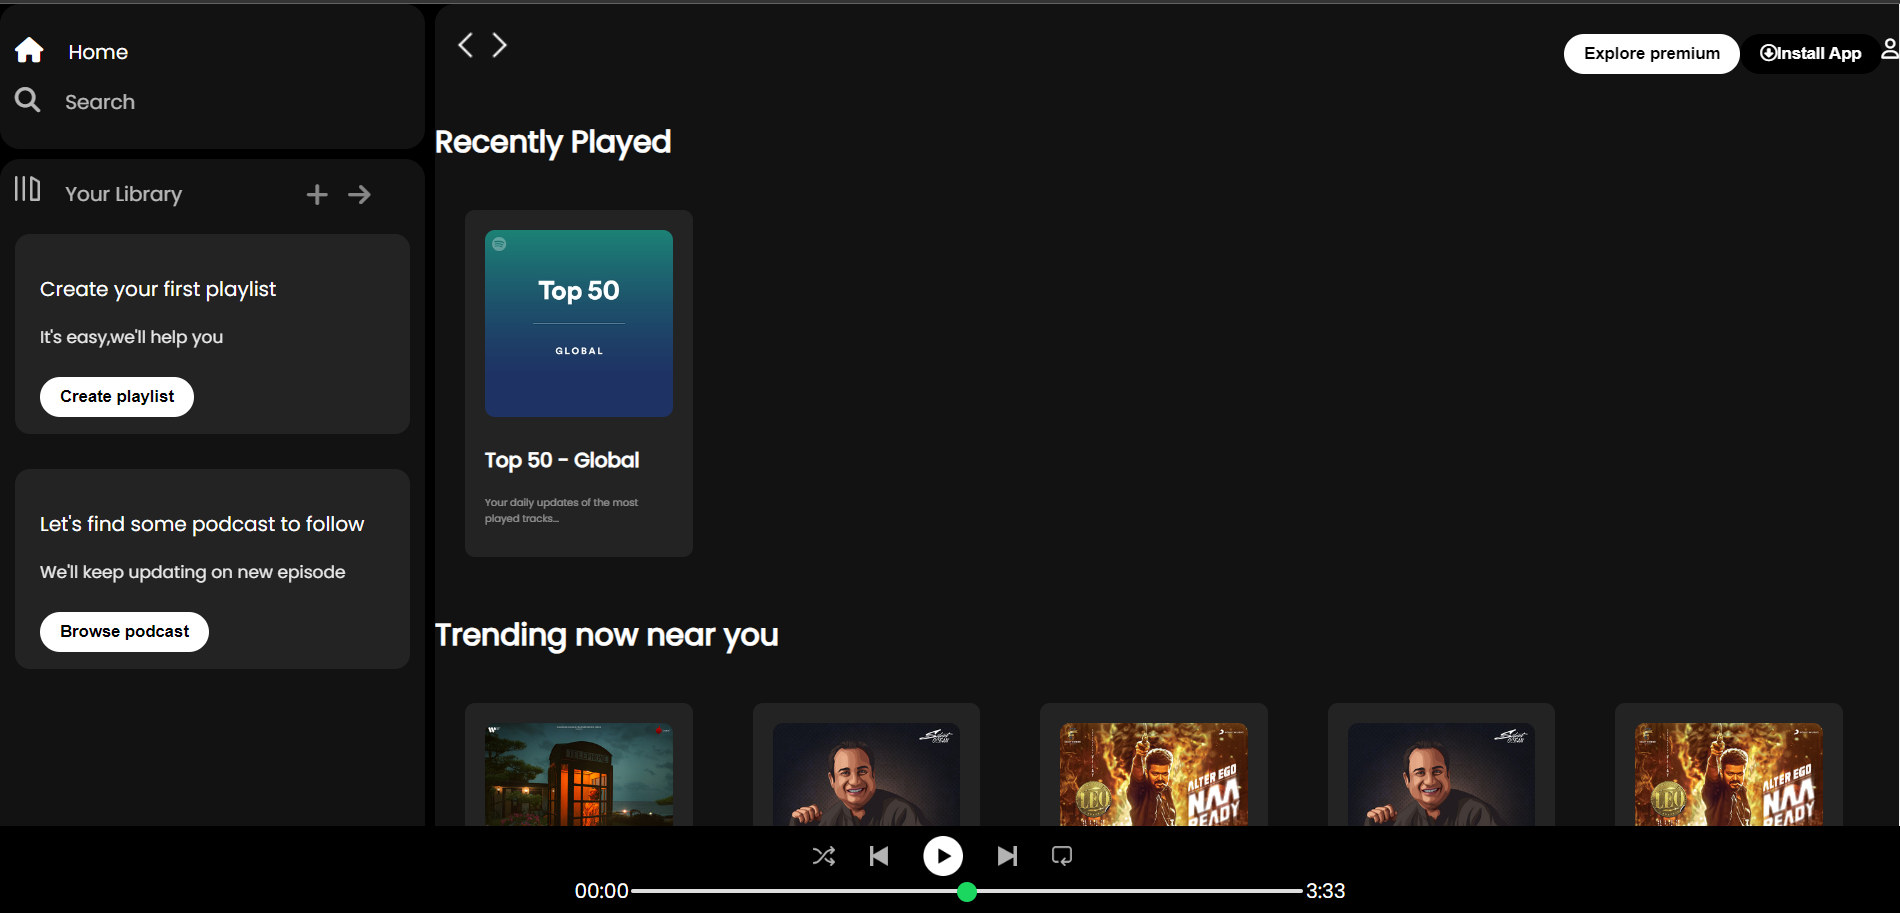 Home
Search
Your Library
Create your first playlist
It's easy,we'll help you
Create playlist
Let's find some podcast to follow
We'll keep updating on new episode
Browse podcast
Explore premium
Install App
Recently Played
Top 50
GLOBAL
Top 50 - Global
Your daily updates of the most
played tracks...
Trending now near you
TELEPHONE
LEO
ALTER EGO
NAA
READY
LEO
ALTER EGO
NAA
READY
00:00
3:33